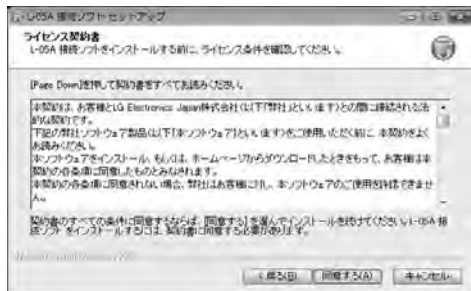 L-05A 接続ソフト セットアップ
ライセンス契約書
L-05A 接続ソフトをインストールする前に、ライセンス条件を確認してください。
[Page Down]を押して契約書をすべてお読みください。
本契約は、お客様とLG Electronics Japan株式会社(以下「弊社」といいます)との間に締結される法
的な契約です。
下記の弊社ソフトウェア製品(以下「本ソフトウェア」といいます)をご使用いただく前に、本契約をよく
お読みください。
本ソフトウェアをインストール、もしくは、ホームページからダウンロードしたときをもって、お客様は本
契約の各条項に同意したものとみなされます。
本契約の各条項に同意されない場合、弊社はお客様に対し、本ソフトウェアのご使用を許諾できませ
ん。
契約書のすべての条件に同意するならば、[同意する]を選んでインストールを続けてください。L-05A 接
続ソフト をインストールするには、契約書に同意する必要があります。
< 戻る(B)
同意する(A)
キャンセル